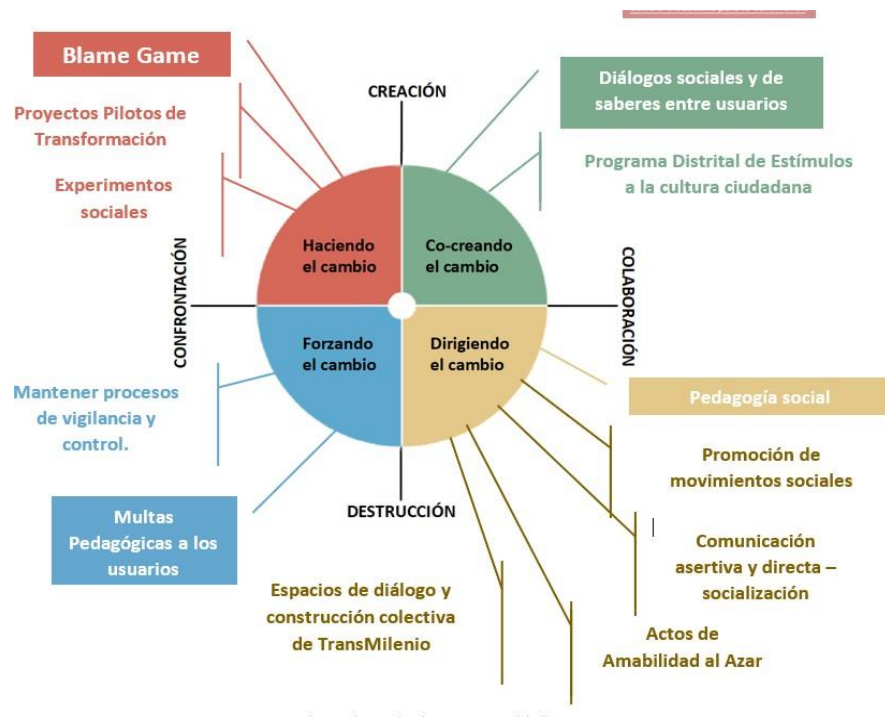 Blame Game
CREACIÓN
Diálogos sociales y de
saberes entre usuarios
Proyectos Pilotos de
Transformación
Programa Distrital de Estímulos
a la cultura ciudadana
Experimentos
sociales
Haciendo
el cambio
Co-creando
el cambio
CONFRONTACIÓN
COLABORACIÓN
Forzando
el cambio
Dirigiendo
el cambio
Mantener procesos
de vigilancia y
control.
Pedagogía social
Promoción de
movimientos sociales
DESTRUCCIÓN
Multas
Pedagógicas a los
usuarios
Comunicación
asertiva y directa –
socialización
Espacios de diálogo y
construcción colectiva
de TransMilenio
Actos de
Amabilidad al Azar